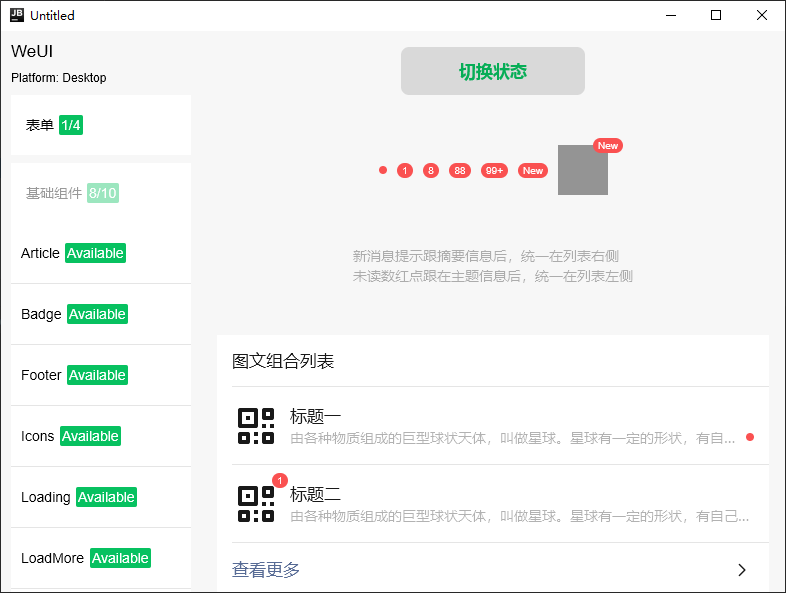 JB Untitled
WeUI
Platform: Desktop
表单 1/4
基础组件 8/10
Article Available
Badge Available
Footer Available
Icons Available
Loading Available
LoadMore Available
切换状态
1 8 88 99+ New New
新消息提示跟摘要信息后，统一在列表右侧
未读数红点跟在主题信息后，统一在列表左侧
图文组合列表
标题一
由各种物质组成的巨型球状天体，叫做星球。星球有一定的形状，有自...
1
标题二
由各种物质组成的巨型球状天体，叫做星球。星球有一定的形状，有自己...
查看更多